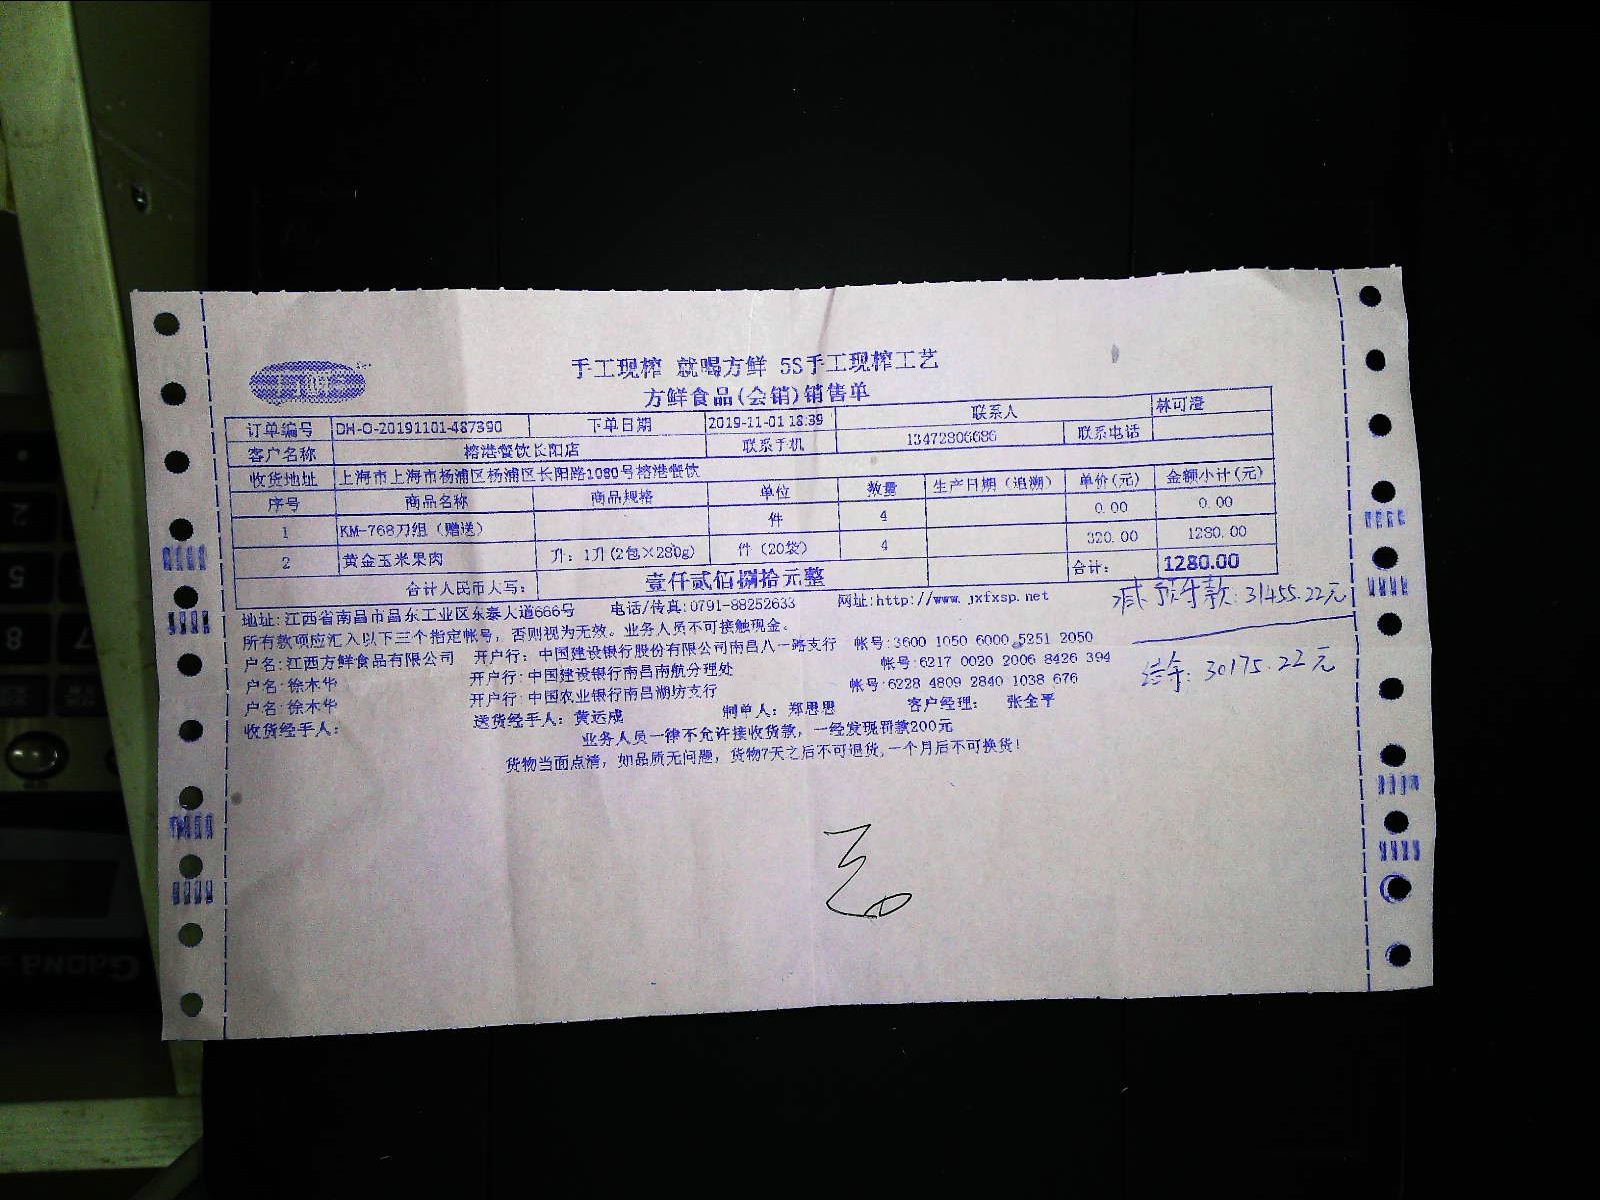 手工现榨 就喝方鲜 5S手工现榨工艺
方鲜食品(会销)销售单
订单编号 DH-O-20191101-487390 下单日期 2019-11-01 18:39 联系人 林可澄
客户名称 榕港餐饮长阳店 联系手机 13472806686 联系电话
收货地址 上海市上海市杨浦区杨浦区长阳路1080号榕港餐饮
序号 商品名称 商品规格 单位 数量 生产日期（追溯） 单价(元) 金额小计(元)
1 KM-768刀组（赠送） 件 4 0.00 0.00
2 黄金玉米果肉 升：1升(2包×280g) 件（20袋） 4 320.00 1280.00
合计人民币大写： 壹仟贰佰捌拾元整 合计： 1280.00
地址:江西省南昌市昌东工业区东泰大道666号 电话/传真:0791-88252633 网址:http://www.jxfxsp.net
减预付款:31455.22元
所有款项应汇入以下三个指定帐号，否则视为无效。业务人员不可接触现金。
户名:江西方鲜食品有限公司 开户行：中国建设银行股份有限公司南昌八一路支行 帐号:3600 1050 6000 5251 2050
户名:徐木华 开户行:中国建设银行南昌南航分理处 帐号:6217 0020 2006 8426 394
结余:30175.22元
户名:徐木华 开户行:中国农业银行南昌湖坊支行 帐号:6228 4809 2840 1038 676
收货经手人： 送货经手人：黄远成 制单人：郑思思 客户经理： 张全平
业务人员一律不允许接收货款，一经发现罚款200元
货物当面点清，如品质无问题，货物7天之后不可退货,一个月后不可换货！